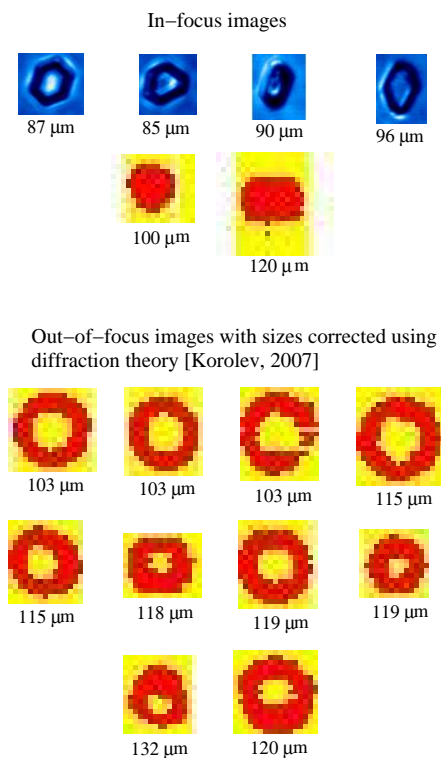 In−focus images
87 μm 85 μm 90 μm 96 μm
100 μm 120 μm
Out−of−focus images with sizes corrected using
diffraction theory [Korolev, 2007]
103 μm 103 μm 103 μm 115 μm
115 μm 118 μm 119 μm 119 μm
132 μm 120 μm